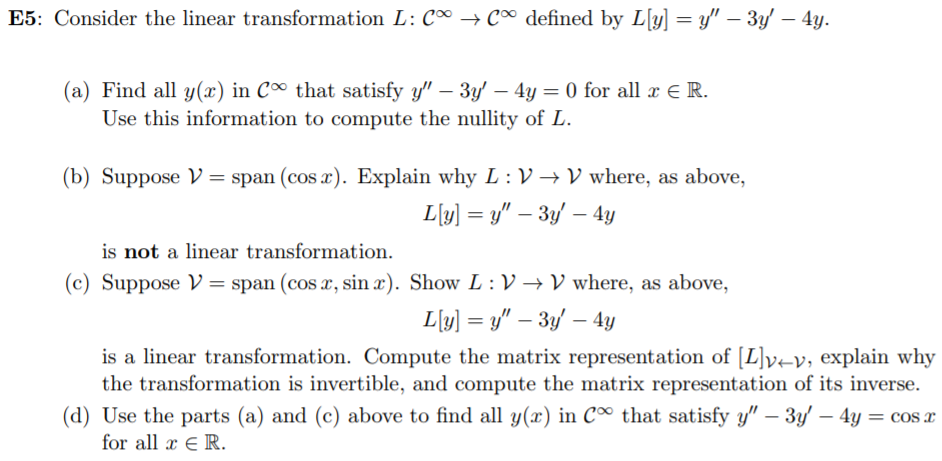 E5: Consider the linear transformation L: C∞ → C∞ defined by L[y] = y″ − 3y′ − 4y.
(a) Find all y(x) in C∞ that satisfy y″ − 3y′ − 4y = 0 for all x ∈ ℝ.
Use this information to compute the nullity of L.
(b) Suppose V = span (cos x). Explain why L : V → V where, as above,
L[y] = y″ − 3y′ − 4y
is not a linear transformation.
(c) Suppose V = span (cos x, sin x). Show L : V → V where, as above,
L[y] = y″ − 3y′ − 4y
is a linear transformation. Compute the matrix representation of [L]V←V, explain why
the transformation is invertible, and compute the matrix representation of its inverse.
(d) Use the parts (a) and (c) above to find all y(x) in C∞ that satisfy y″ − 3y′ − 4y = cos x
for all x ∈ ℝ.